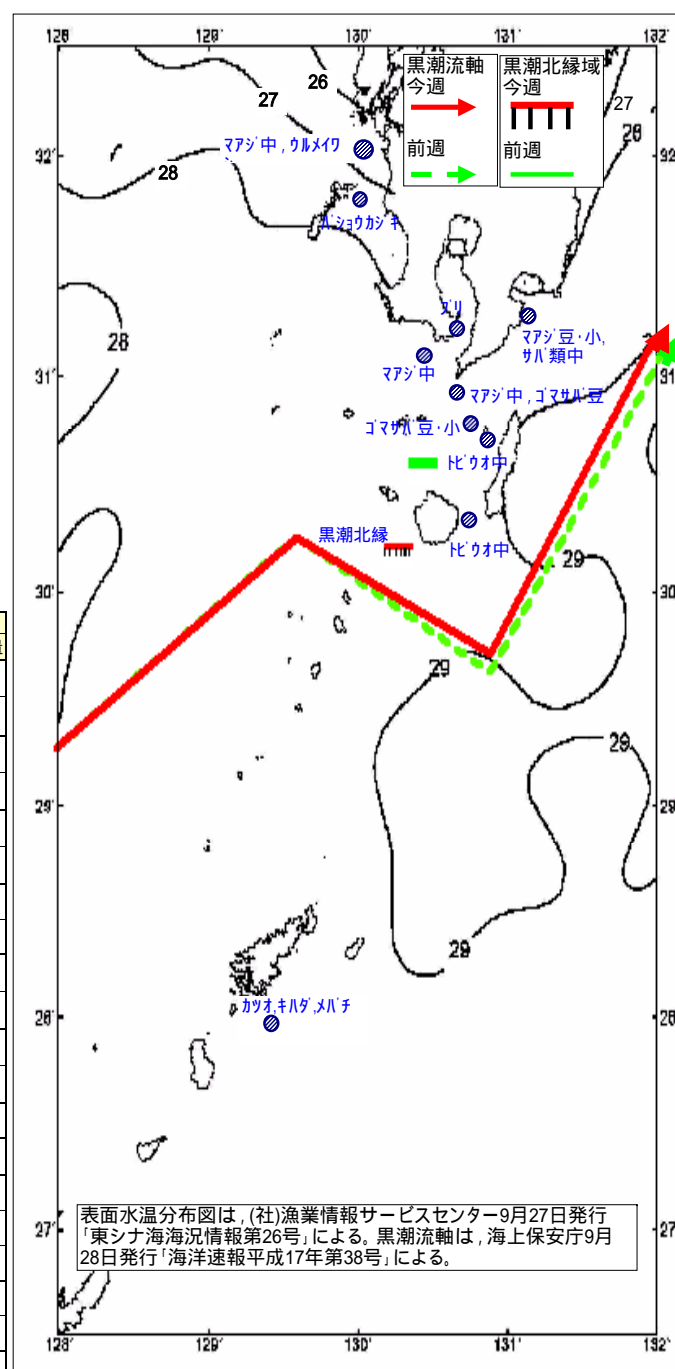 128°
129°
130°
131°
132°
黒潮流軸
今週
前週
黒潮北縁域
今週
前週
26
27
27
26
32°
32°
28
マアジ中,ウルメイワ
バショウカジキ
ブリ
マアジ豆・小,
サバ類中
28
31°
31°
マアジ中
マアジ中,ゴマサバ豆
ゴマサバ豆・小
トビウオ中
黒潮北縁
トビウオ中
29
30°
30°
29
29
29°
29°
29
カツオ,キハダ,メバチ
28°
28°
27°
27°
表面水温分布図は,(社)漁業情報サービスセンター9月27日発行
「東シナ海海況情報第26号」による。黒潮流軸は,海上保安庁9月
28日発行「海洋速報平成17年第38号」による。
128°
129°
130°
131°
132°